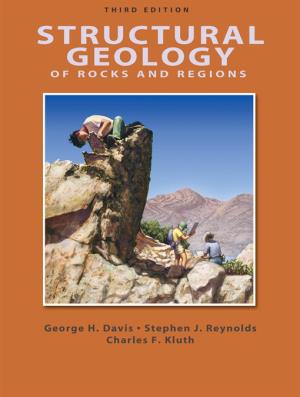 THIRD EDITION
STRUCTURAL
GEOLOGY
OF ROCKS AND REGIONS
George H. Davis • Stephen J. Reynolds
Charles F. Kluth